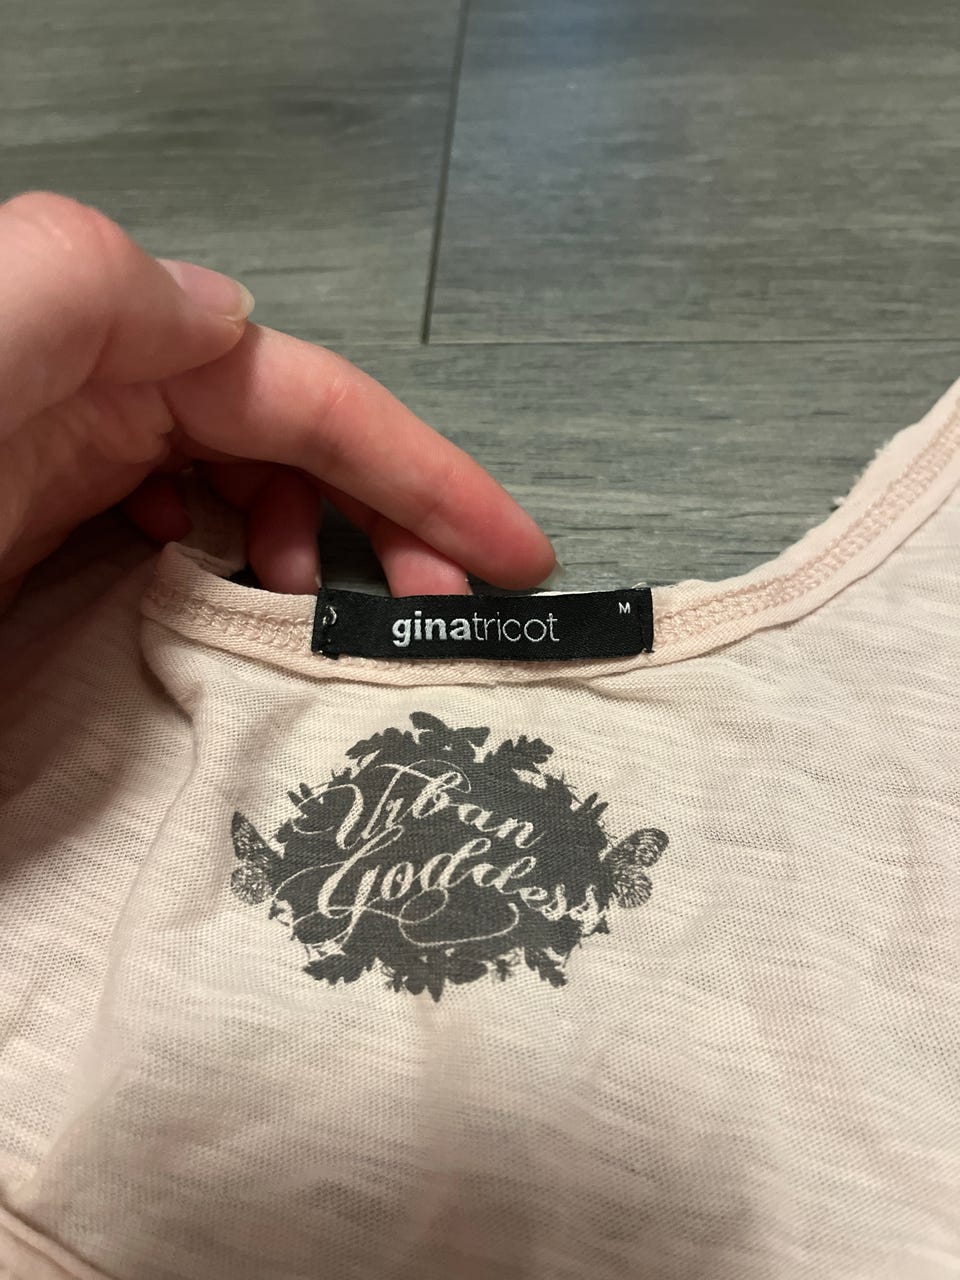 ginatricot
M
Urban
Goddess